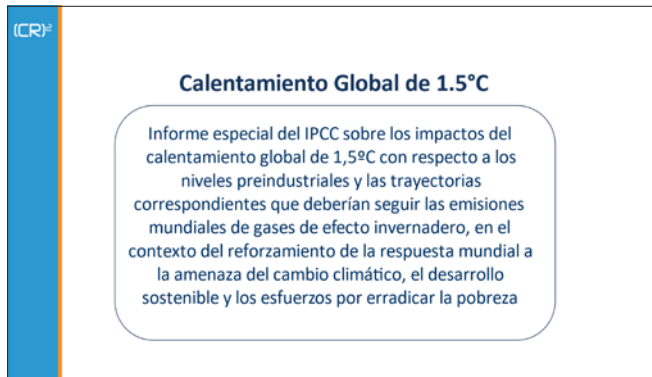 (CR)²
Calentamiento Global de 1.5°C
Informe especial del IPCC sobre los impactos del
calentamiento global de 1,5ºC con respecto a los
niveles preindustriales y las trayectorias
correspondientes que deberían seguir las emisiones
mundiales de gases de efecto invernadero, en el
contexto del reforzamiento de la respuesta mundial a
la amenaza del cambio climático, el desarrollo
sostenible y los esfuerzos por erradicar la pobreza